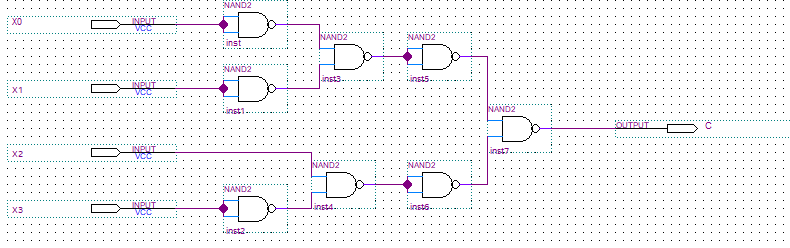 NAND2
X0 INPUT
VCC
inst
NAND2 NAND2
inst3 inst5
NAND2
X1 INPUT
VCC
inst1
NAND2
OUTPUT C
inst7
X2 INPUT
VCC
NAND2 NAND2
inst4 inst6
NAND2
X3 INPUT
VCC
inst2